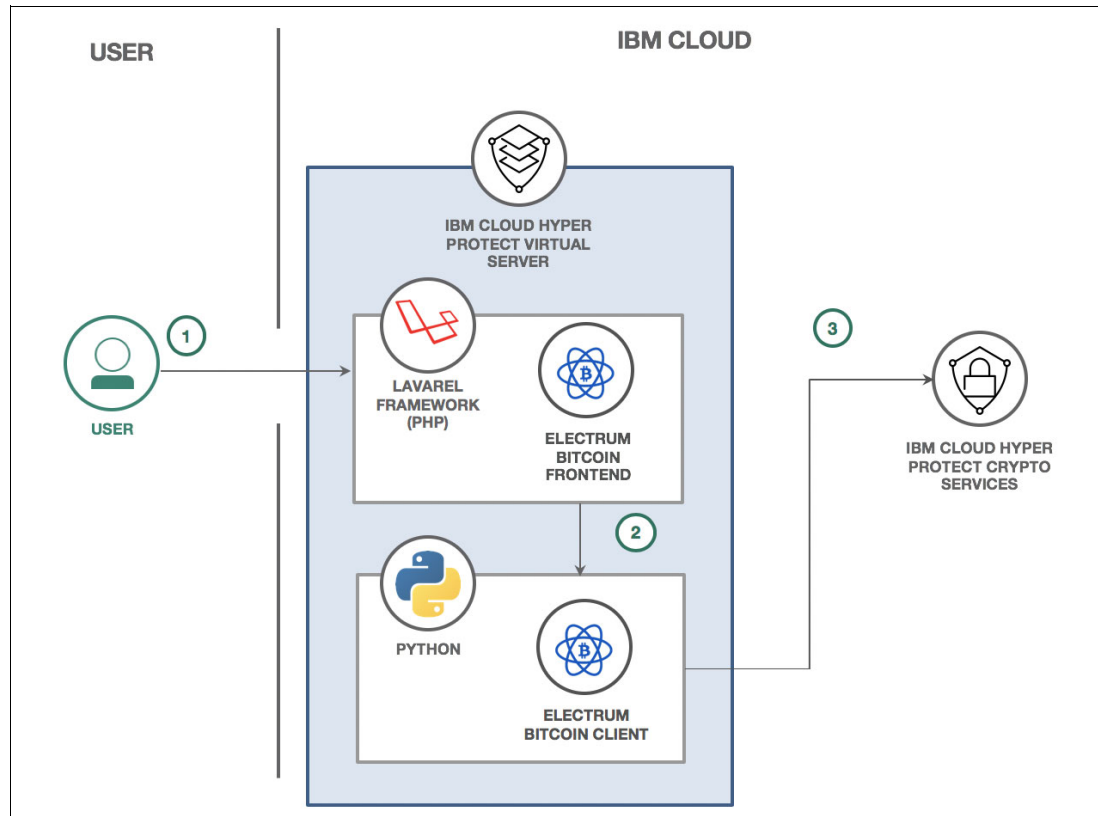 USER
IBM CLOUD
IBM CLOUD HYPER
PROTECT VIRTUAL
SERVER
1
USER
LAVAREL
FRAMEWORK
(PHP)
ELECTRUM
BITCOIN
FRONTEND
2
PYTHON
ELECTRUM
BITCOIN CLIENT
3
IBM CLOUD HYPER
PROTECT CRYPTO
SERVICES